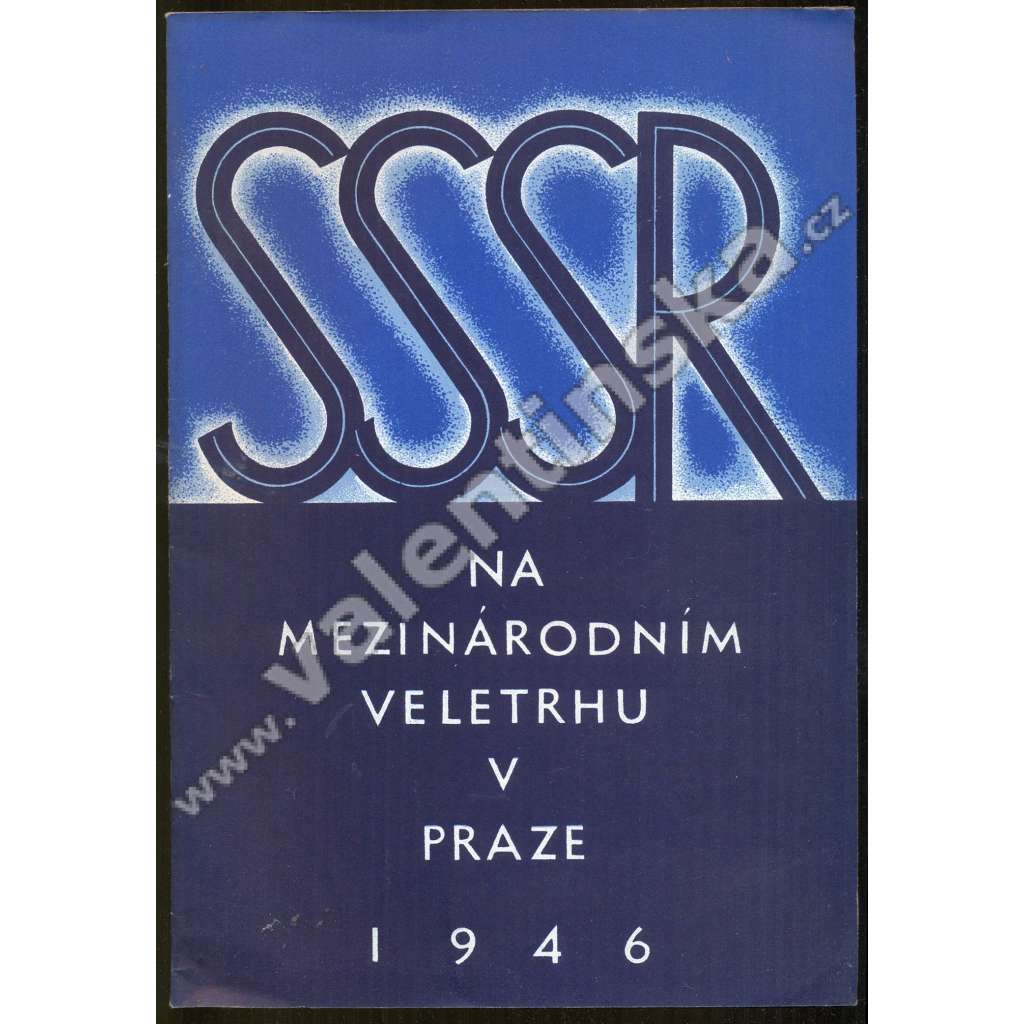 SSSR
NA
MEZINÁRODNÍM
VELETRHU
V
PRAZE
1946
www.valentinska.cz